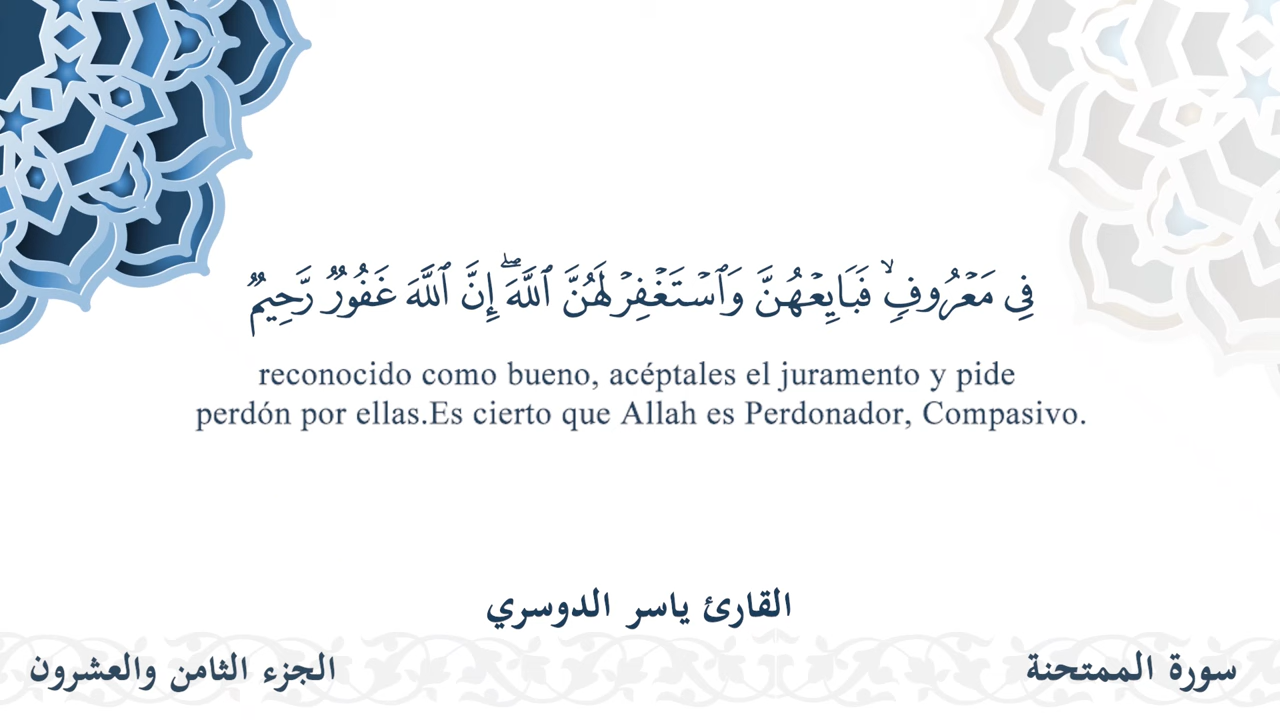 فِي مَعۡرُوفٖ فَبَايِعۡهُنَّ وَٱسۡتَغۡفِرۡ لَهُنَّ ٱللَّهَۚ إِنَّ ٱللَّهَ غَفُورٞ رَّحِيمٞ
reconocido como bueno, acéptales el juramento y pide
perdón por ellas.Es cierto que Allah es Perdonador, Compasivo.
القارئ ياسر الدوسري
سورة الممتحنة
الجزء الثامن والعشرون